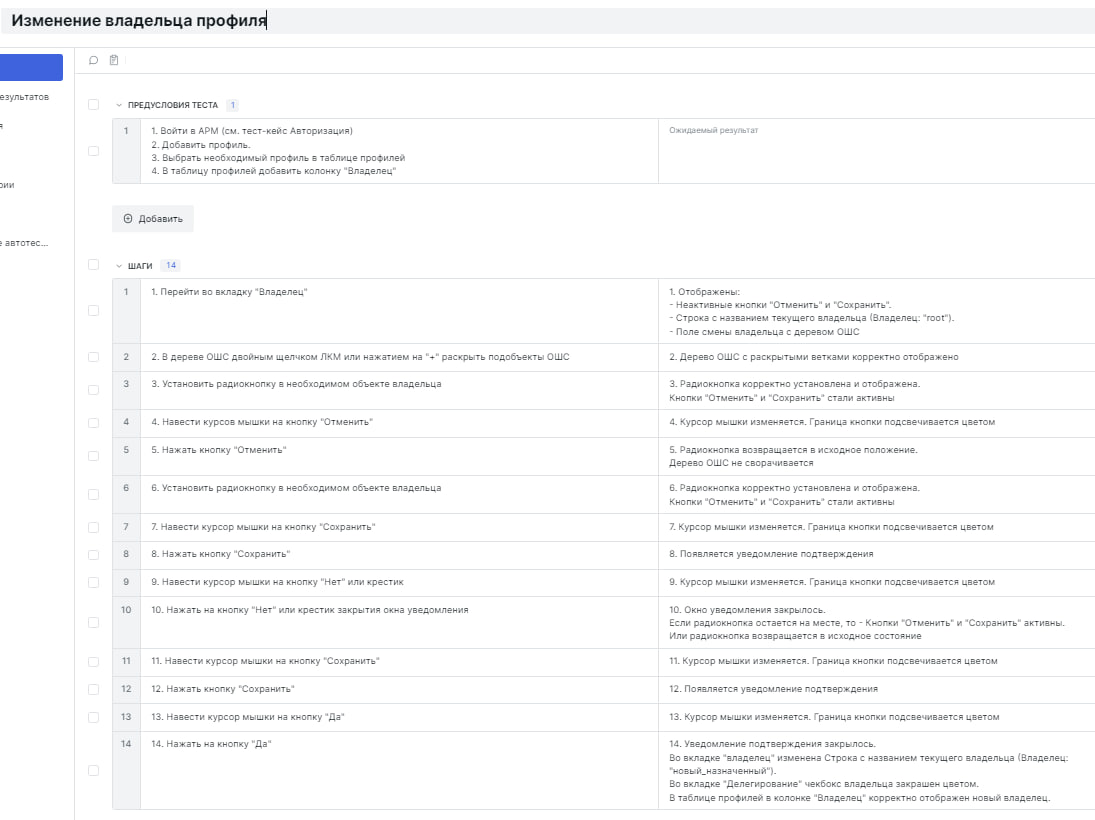 Изменение владельца профиля
езультатов
я
рии
е автотес...
ПРЕДУСЛОВИЯ ТЕСТА 1
1
1. Войти в АРМ (см. тест-кейс Авторизация)
2. Добавить профиль.
3. Выбрать необходимый профиль в таблице профилей
4. В таблицу профилей добавить колонку "Владелец"
Ожидаемый результат
Добавить
ШАГИ 14
1
1. Перейти во вкладку "Владелец"
1. Отображены:
- Неактивные кнопки "Отменить" и "Сохранить".
- Строка с названием текущего владельца (Владелец: "root").
- Поле смены владельца с деревом ОШС
2
2. В дереве ОШС двойным щелчком ЛКМ или нажатием на "+" раскрыть подобъекты ОШС
2. Дерево ОШС с раскрытыми ветками корректно отображено
3
3. Установить радиокнопку в необходимом объекте владельца
3. Радиокнопка корректно установлена и отображена.
Кнопки "Отменить" и "Сохранить" стали активны
4
4. Навести курсов мышки на кнопку "Отменить"
4. Курсор мышки изменяется. Граница кнопки подсвечивается цветом
5
5. Нажать кнопку "Отменить"
5. Радиокнопка возвращается в исходное положение.
Дерево ОШС не сворачивается
6
6. Установить радиокнопку в необходимом объекте владельца
6. Радиокнопка корректно установлена и отображена.
Кнопки "Отменить" и "Сохранить" стали активны
7
7. Навести курсор мышки на кнопку "Сохранить"
7. Курсор мышки изменяется. Граница кнопки подсвечивается цветом
8
8. Нажать кнопку "Сохранить"
8. Появляется уведомление подтверждения
9
9. Навести курсор мышки на кнопку "Нет" или крестик
9. Курсор мышки изменяется. Граница кнопки подсвечивается цветом
10
10. Нажать на кнопку "Нет" или крестик закрытия окна уведомления
10. Окно уведомления закрылось.
Если радиокнопка остается на месте, то - Кнопки "Отменить" и "Сохранить" активны.
Или радиокнопка возвращается в исходное состояние
11
11. Навести курсор мышки на кнопку "Сохранить"
11. Курсор мышки изменяется. Граница кнопки подсвечивается цветом
12
12. Нажать кнопку "Сохранить"
12. Появляется уведомление подтверждения
13
13. Навести курсор мышки на кнопку "Да"
13. Курсор мышки изменяется. Граница кнопки подсвечивается цветом
14
14. Нажать на кнопку "Да"
14. Уведомление подтверждения закрылось.
Во вкладке "владелец" изменена Строка с названием текущего владельца (Владелец:
"новый_назначенный").
Во вкладке "Делегирование" чекбокс владельца закрашен цветом.
В таблице профилей в колонке "Владелец" корректно отображен новый владелец.